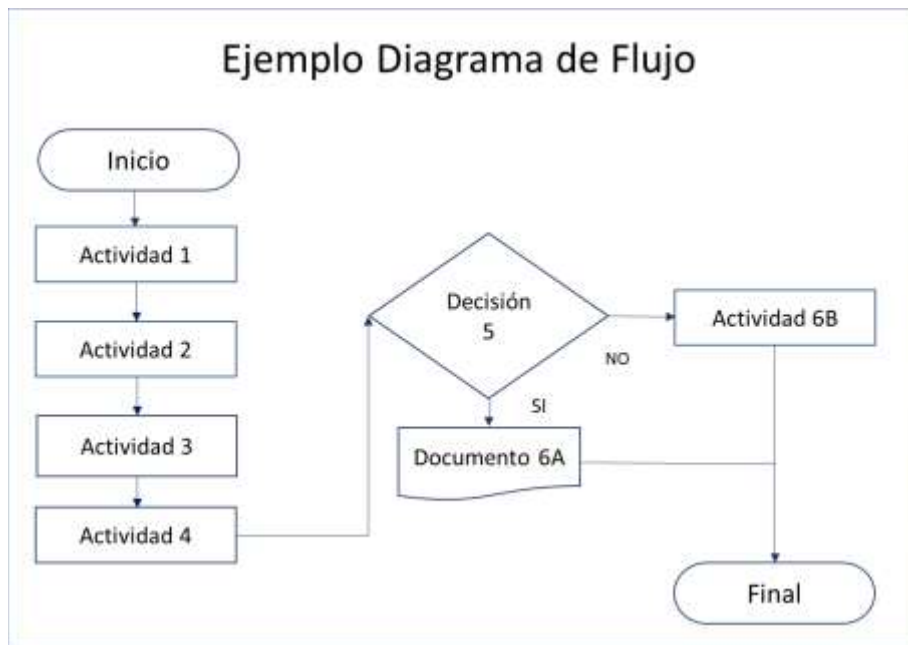 Ejemplo Diagrama de Flujo
Inicio
Actividad 1
Actividad 2
Actividad 3
Actividad 4
Decisión
5
NO
SI
Documento 6A
Actividad 6B
Final